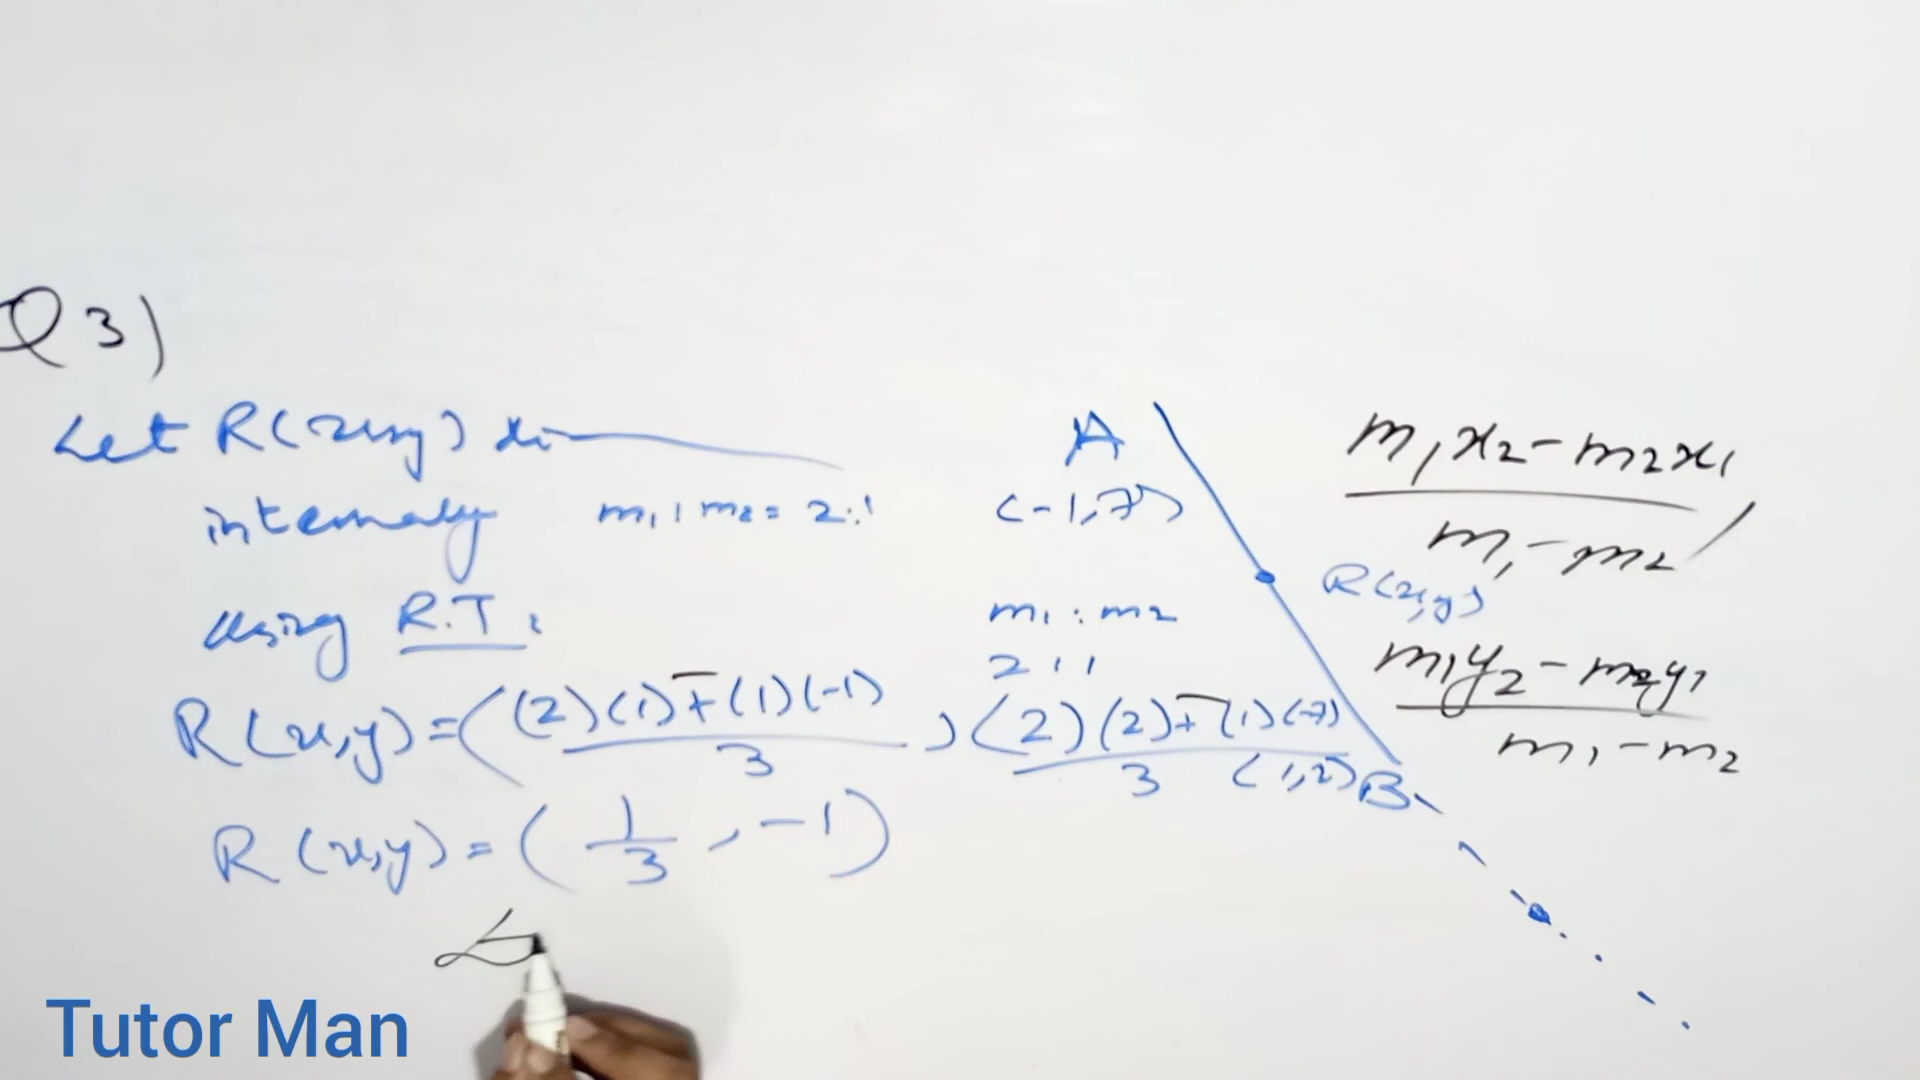 Q3)
Let R(x,y) di
internaly m₁ : m₂ = 2:1
using R.T:
R(x,y) = ( (2)(1)+(1)(-1) / 3 , (2)(2)+(1)(-7) / 3 )
R(x,y) = ( 1/3 , -1 )
A
(-1,7)
R(x,y)
m₁ : m₂
2 : 1
(1,2) B
m₁x₂ - m₂x₁ / m₁ - m₂ ,
m₁y₂ - m₂y₁ / m₁ - m₂
Tutor Man